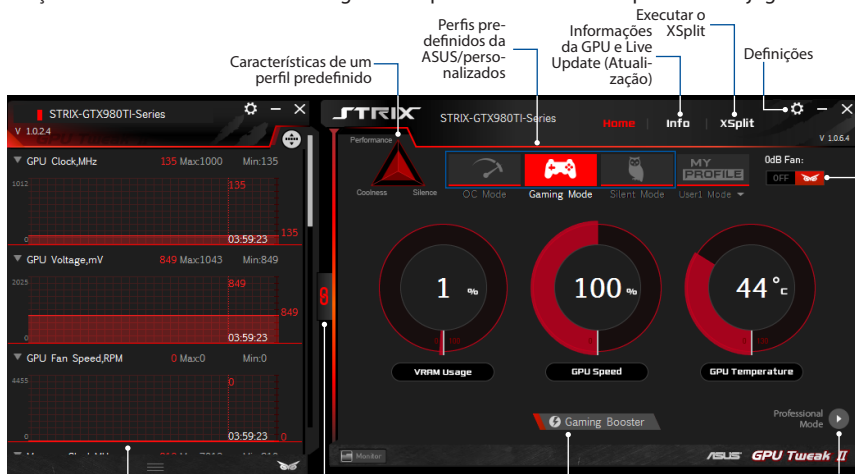 Executar o
XSplit
Perfis pre-
definidos da
ASUS/perso-
nalizados
Informações
da GPU e Live
Update (Atuali-
zação)
Definições
Características de um
perfil predefinido
STRIX-GTX980TI-Series
V 1.0.2.4
GPU Clock,MHz 135 Max:1000 Min:135
1012
135
135
0
03:59:23
GPU Voltage,mV 849 Max:1043 Min:849
2025
849
849
0
03:59:23
GPU Fan Speed,RPM 0 Max:0 Min:0
4455
0
0
03:59:23
0
STRIX
STRIX-GTX980TI-Series
Home | Info | XSplit
V 1.0.6.4
Performance
Coolness
Silence
OC Mode
Gaming Mode
Silent Mode
MY
PROFILE
User1 Mode
0dB Fan:
OFF
1 %
100 %
44 °c
VRAM Usage
GPU Speed
GPU Temperature
Gaming Booster
Professional
Mode
Monitor
ASUS GPU Tweak II